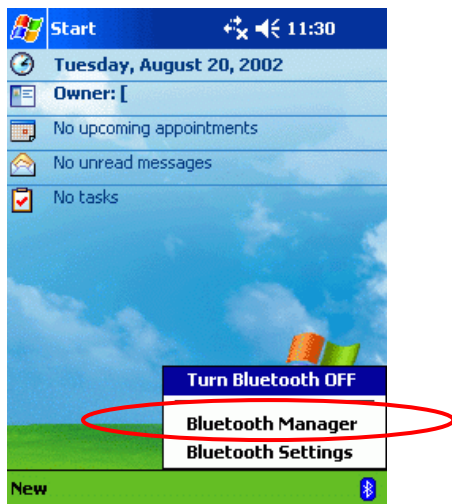 Start 11:30
Tuesday, August 20, 2002
Owner: [
No upcoming appointments
No unread messages
No tasks
Turn Bluetooth OFF
Bluetooth Manager
Bluetooth Settings
New